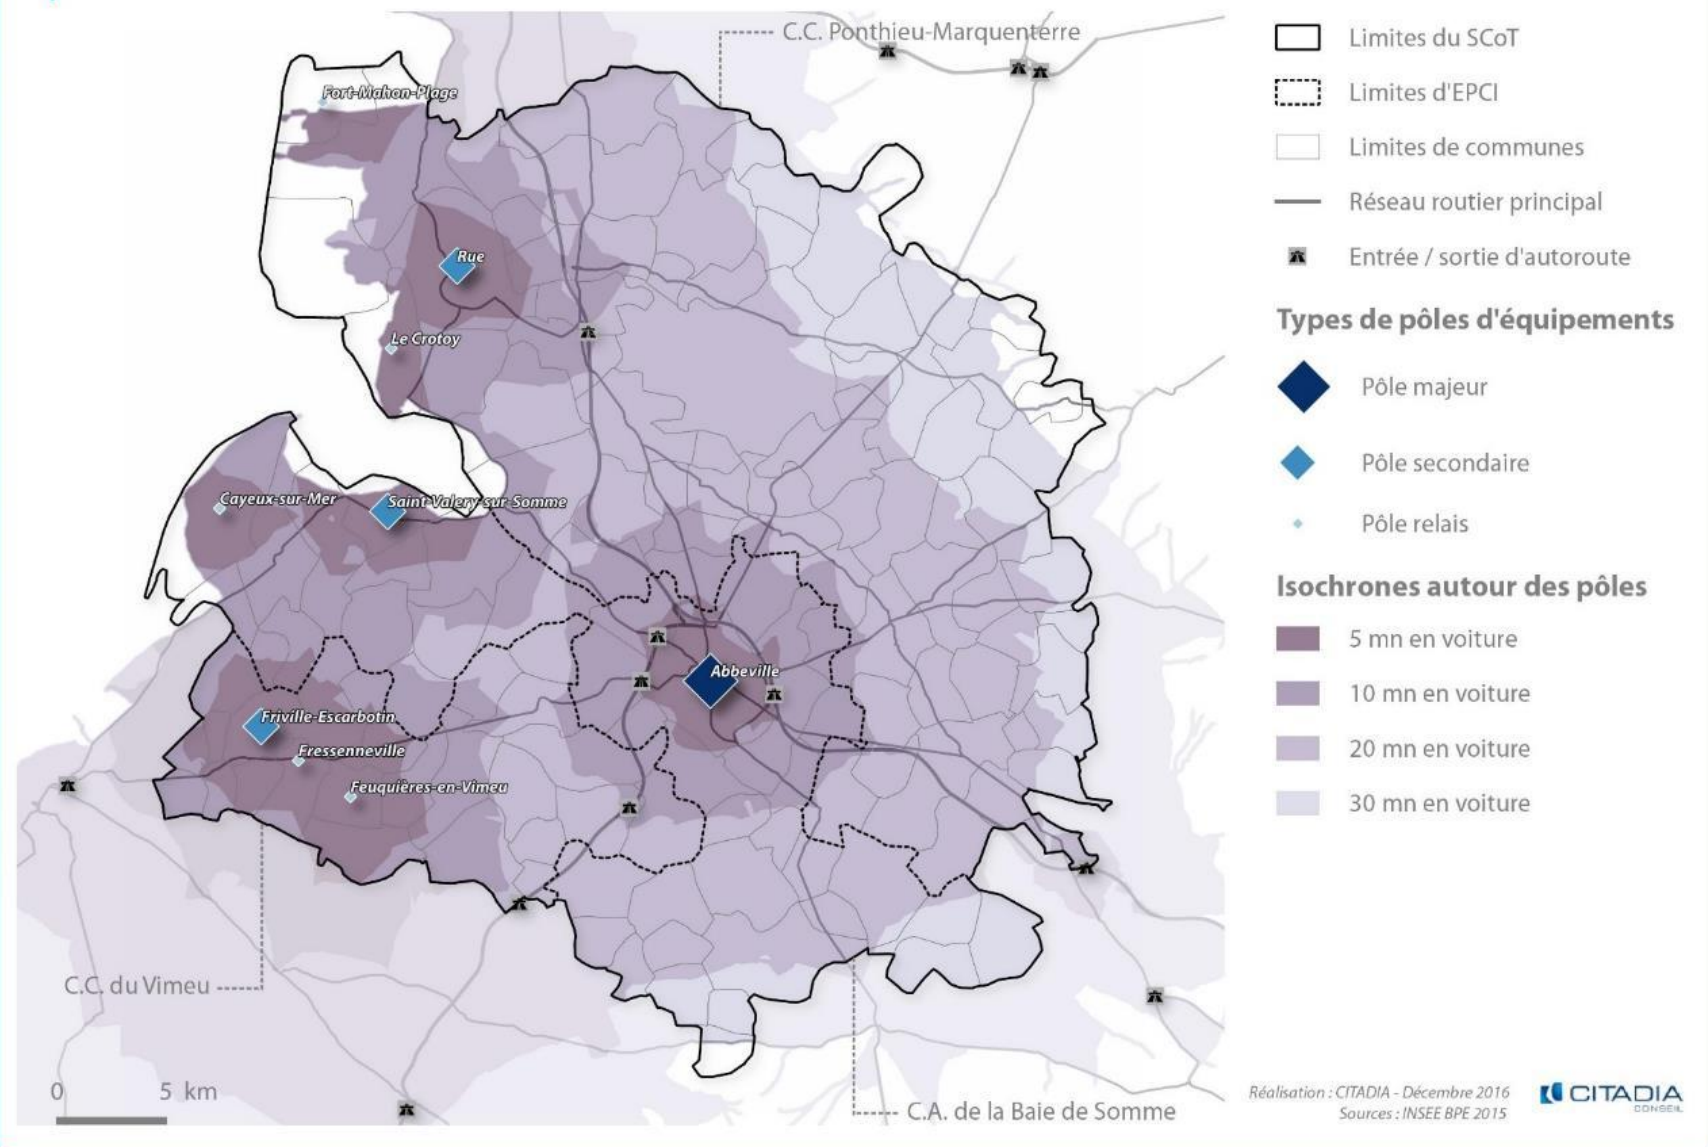 C.C. Ponthieu-Marquenterre
Fort-Mahon-Plage
Rue
Le Crotoy
Cayeux-sur-Mer
Saint-Valery-sur-Somme
Abbeville
Friville-Escarbotin
Fressenneville
Feuquières-en-Vimeu
C.C. du Vimeu
0 5 km
C.A. de la Baie de Somme
Limites du SCoT
Limites d'EPCI
Limites de communes
Réseau routier principal
Entrée / sortie d'autoroute
Types de pôles d'équipements
Pôle majeur
Pôle secondaire
Pôle relais
Isochrones autour des pôles
5 mn en voiture
10 mn en voiture
20 mn en voiture
30 mn en voiture
Réalisation : CITADIA - Décembre 2016
Sources : INSEE BPE 2015
CITADIA
CONSEIL